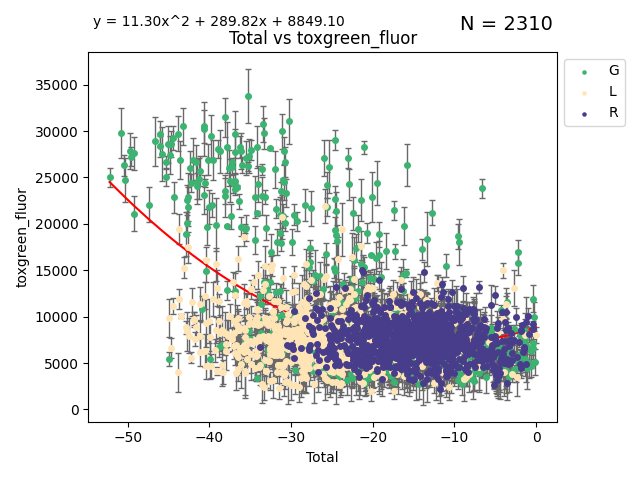 y = 11.30x^2 + 289.82x + 8849.10
N = 2310
Total vs toxgreen_fluor
35000
30000
25000
20000
15000
10000
5000
0
toxgreen_fluor
−50
−40
−30
−20
−10
0
Total
G
L
R